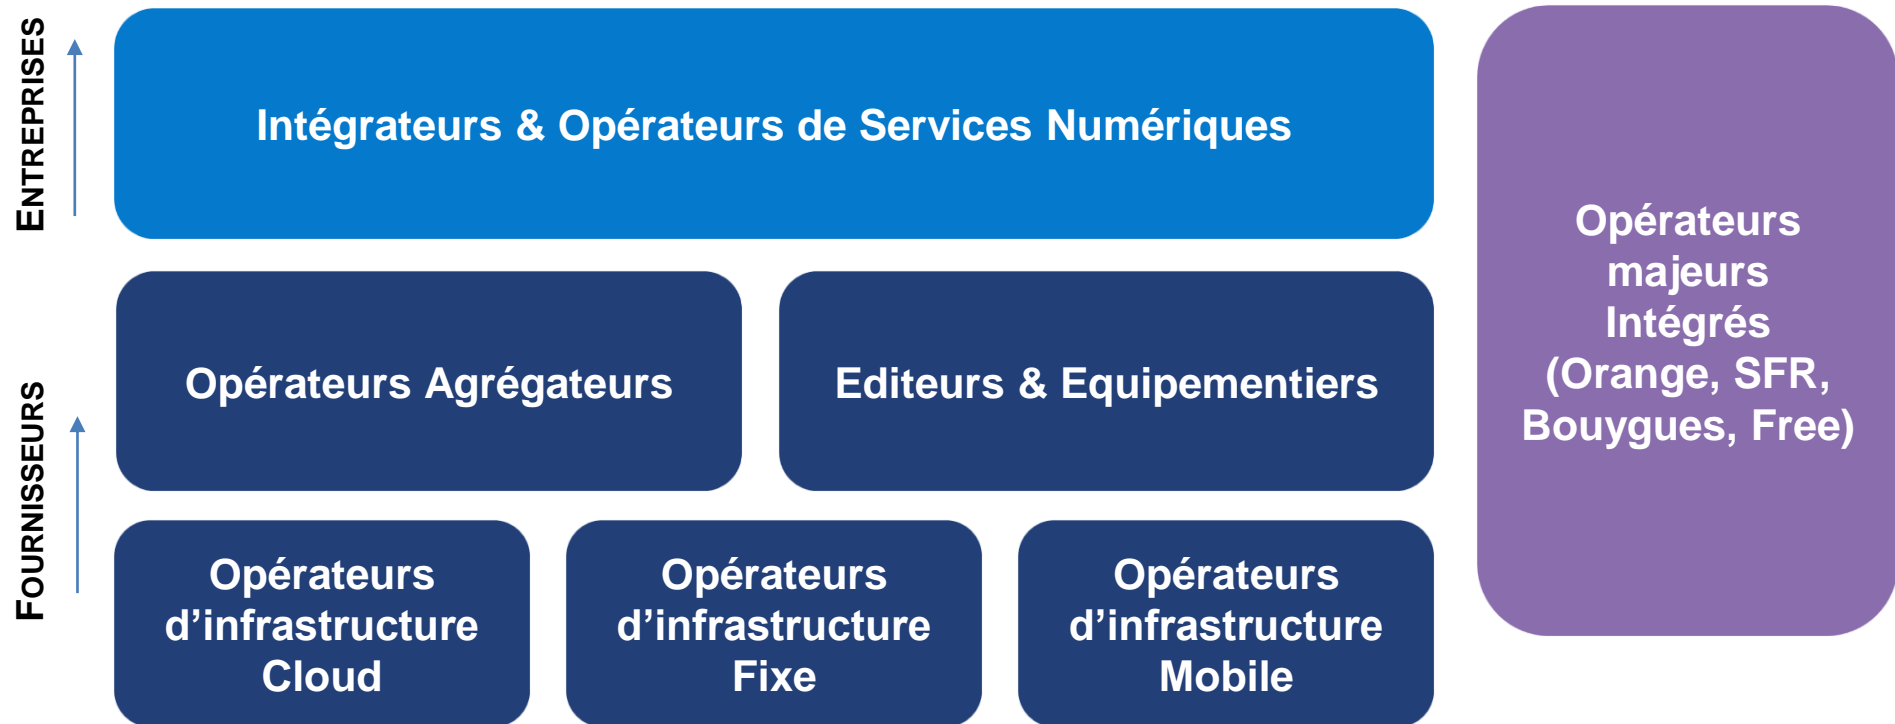 ENTREPRISES
Intégrateurs & Opérateurs de Services Numériques
Opérateurs
majeurs
Intégrés
(Orange, SFR,
Bouygues, Free)
FOURNISSEURS
Opérateurs Agrégateurs
Editeurs & Equipementiers
Opérateurs
d’infrastructure
Cloud
Opérateurs
d’infrastructure
Fixe
Opérateurs
d’infrastructure
Mobile